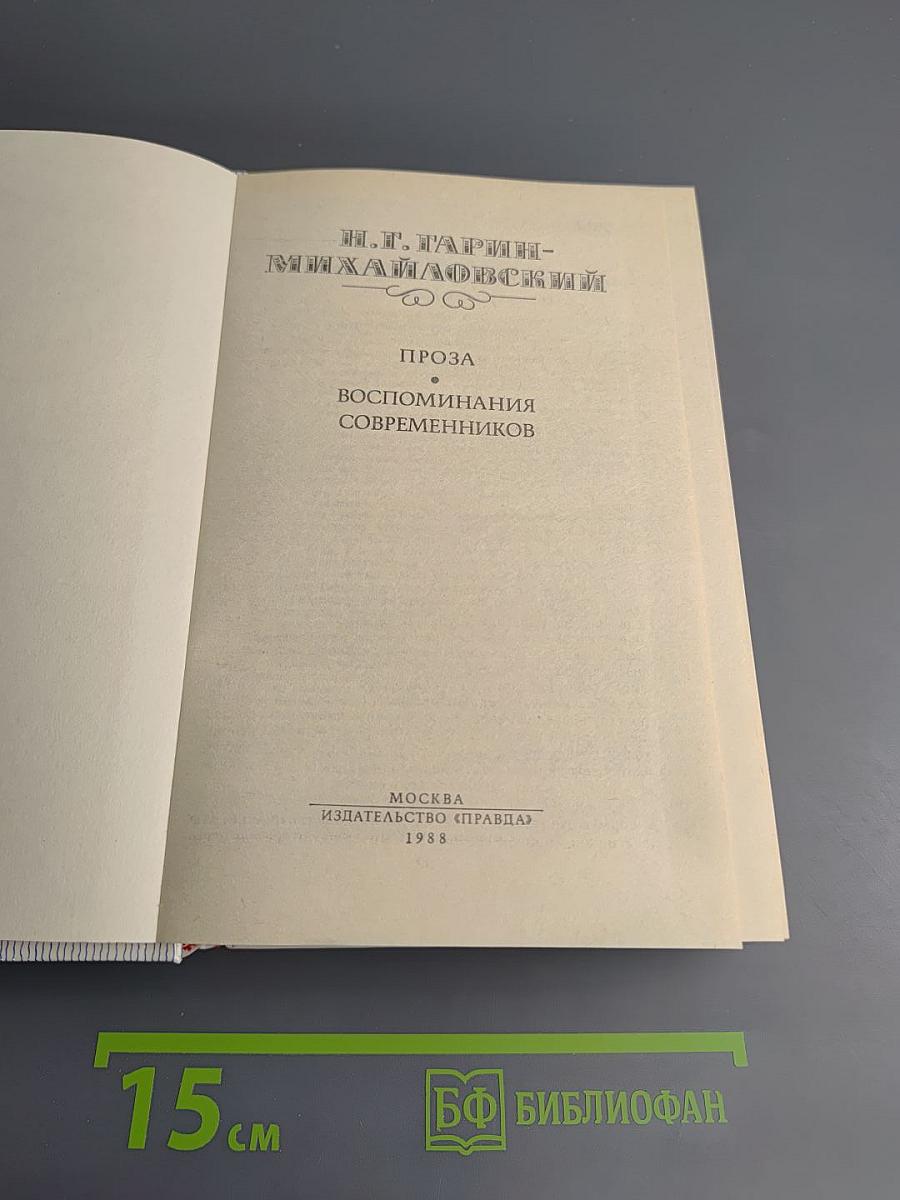 Н.Г. ГАРИН-
МИХАЙЛОВСКИЙ
ПРОЗА
•
ВОСПОМИНАНИЯ
СОВРЕМЕННИКОВ
МОСКВА
ИЗДАТЕЛЬСТВО «ПРАВДА»
1988
15 см
БФ БИБЛИОФАН